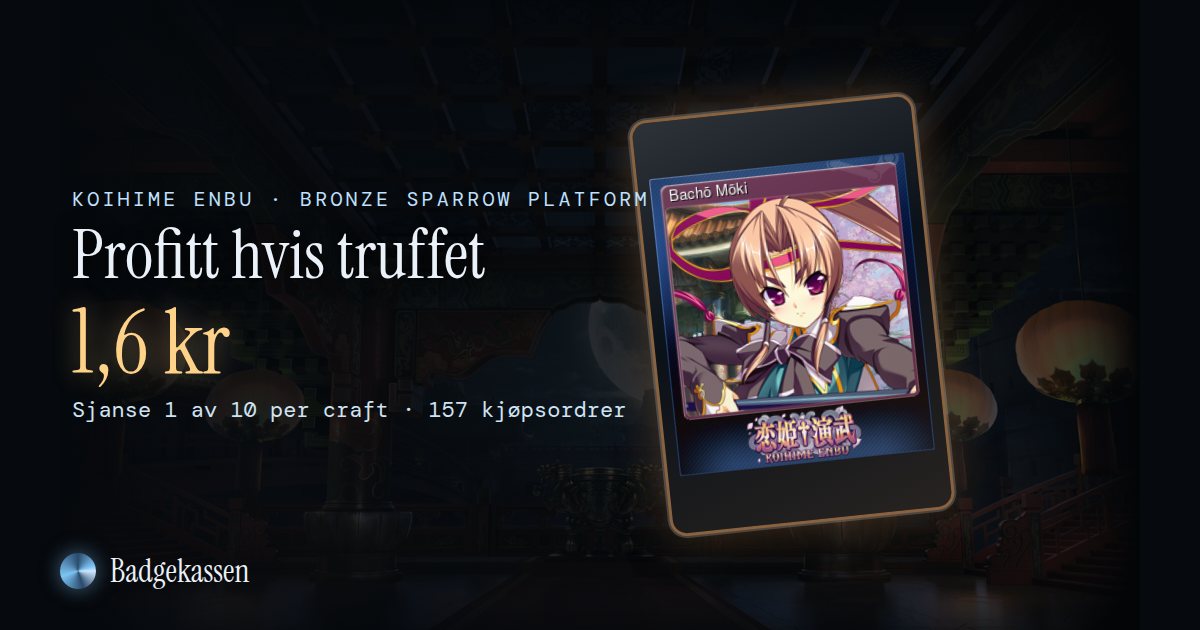 KOIHIME ENBU · BRONZE SPARROW PLATFORM
Profitt hvis truffet
1,6 kr
Sjanse 1 av 10 per craft · 157 kjøpsordrer
Badgekassen
Bachō Mōki
恋姫†演武
KOIHIME ENBU